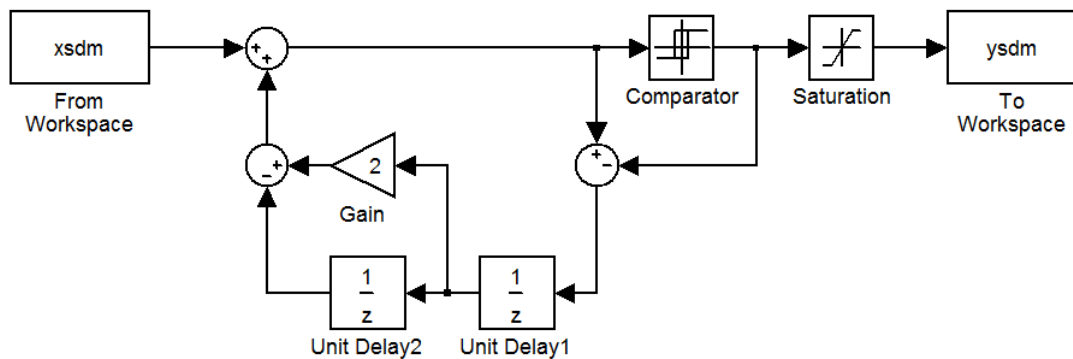 xsdm
From
Workspace
+
+
Comparator
Saturation
ysdm
To
Workspace
−
+
2
Gain
+
−
1
z
Unit Delay2
1
z
Unit Delay1